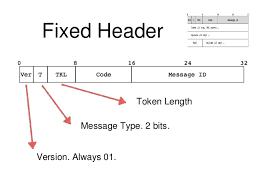 Fixed Header
0 8 16 24 32
Ver T TKL Code Message ID
Token Length
Message Type. 2 bits.
Version. Always 01.